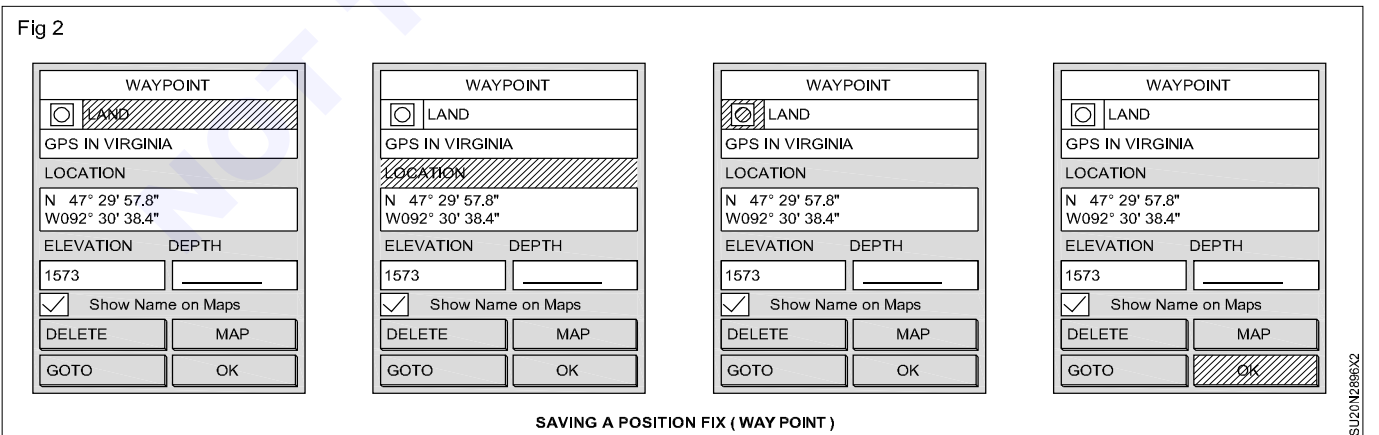 Fig 2
WAYPOINT
LAND
GPS IN VIRGINIA
LOCATION
N 47° 29' 57.8"
W092° 30' 38.4"
ELEVATION DEPTH
1573
Show Name on Maps
DELETE MAP
GOTO OK
WAYPOINT
LAND
GPS IN VIRGINIA
LOCATION
N 47° 29' 57.8"
W092° 30' 38.4"
ELEVATION DEPTH
1573
Show Name on Maps
DELETE MAP
GOTO OK
WAYPOINT
LAND
GPS IN VIRGINIA
LOCATION
N 47° 29' 57.8"
W092° 30' 38.4"
ELEVATION DEPTH
1573
Show Name on Maps
DELETE MAP
GOTO OK
WAYPOINT
LAND
GPS IN VIRGINIA
LOCATION
N 47° 29' 57.8"
W092° 30' 38.4"
ELEVATION DEPTH
1573
Show Name on Maps
DELETE MAP
GOTO OK
SAVING A POSITION FIX ( WAY POINT )
SU20N2896X2